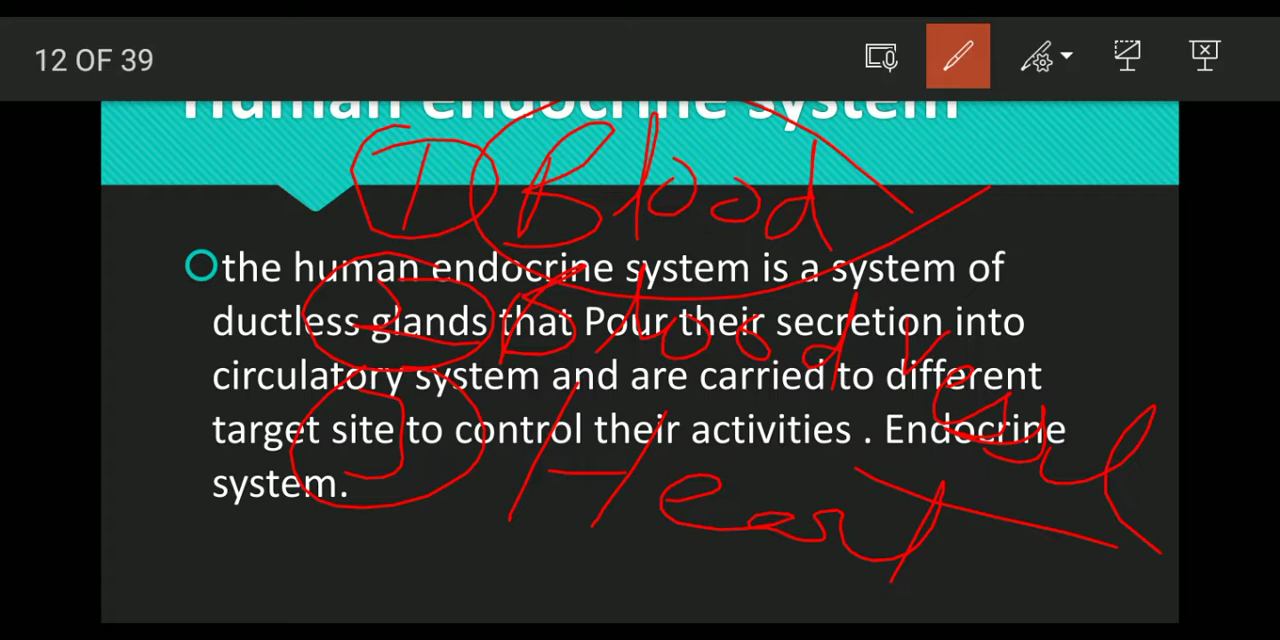 12 OF 39
Human endocrine system
① Blood
the human endocrine system is a system of
② Blood vessel
ductless glands that Pour their secretion into
circulatory system and are carried to different
③ Heart
target site to control their activities . Endocrine
system.